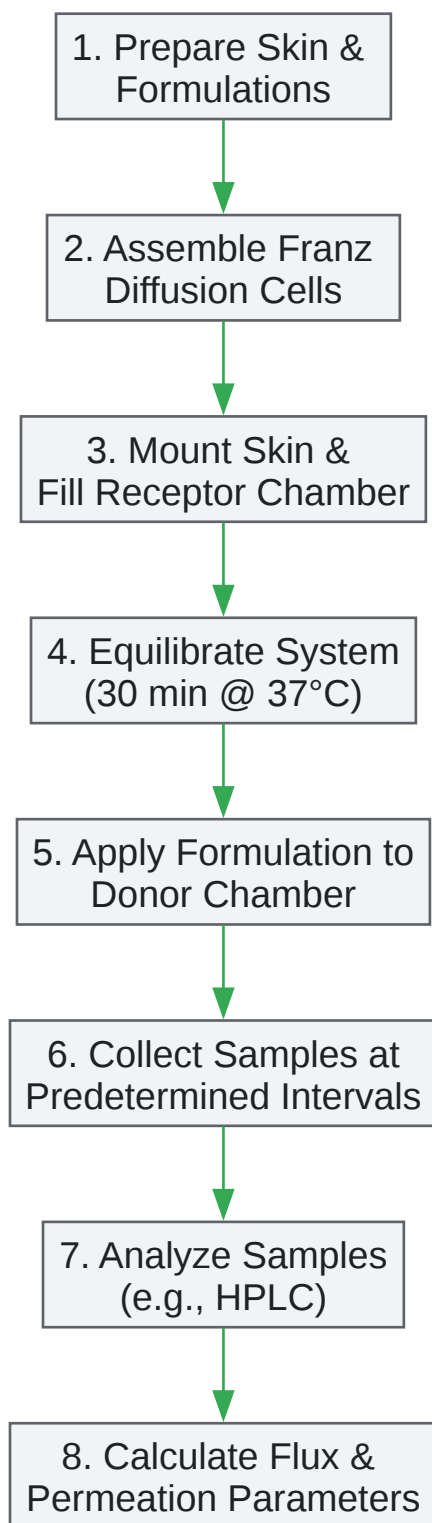 1. Prepare Skin &
Formulations
2. Assemble Franz
Diffusion Cells
3. Mount Skin &
Fill Receptor Chamber
4. Equilibrate System
(30 min @ 37°C)
5. Apply Formulation to
Donor Chamber
6. Collect Samples at
Predetermined Intervals
7. Analyze Samples
(e.g., HPLC)
8. Calculate Flux &
Permeation Parameters